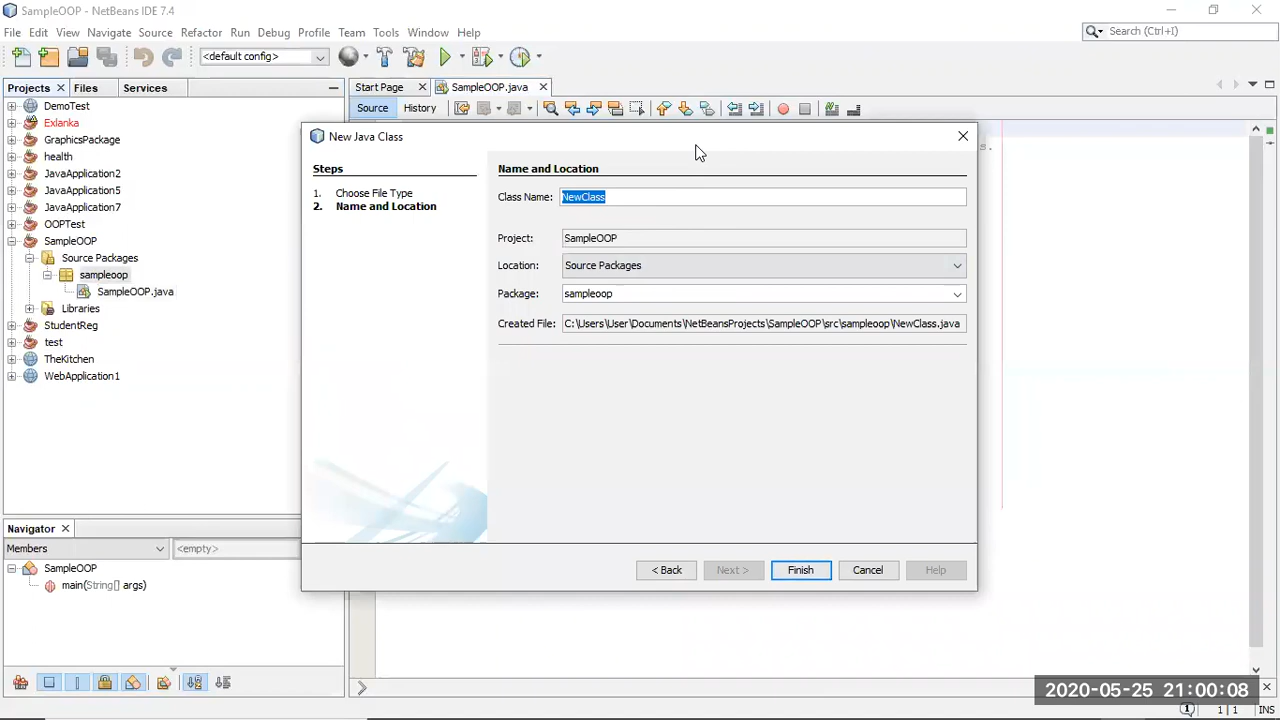 SampleOOP - NetBeans IDE 7.4
File Edit View Navigate Source Refactor Run Debug Profile Team Tools Window Help
Search (Ctrl+I)
<default config>
Projects Files Services
Start Page SampleOOP.java
Source History
DemoTest
Exlanka
GraphicsPackage
health
JavaApplication2
JavaApplication5
JavaApplication7
OOPTest
SampleOOP
Source Packages
sampleoop
SampleOOP.java
Libraries
StudentReg
test
TheKitchen
WebApplication1
New Java Class
Steps
1. Choose File Type
2. Name and Location
Name and Location
Class Name: NewClass
Project: SampleOOP
Location: Source Packages
Package: sampleoop
Created File: C:\Users\User\Documents\NetBeansProjects\SampleOOP\src\sampleoop\NewClass.java
< Back Next > Finish Cancel Help
Navigator
Members <empty>
SampleOOP
main(String[] args)
2020-05-25 21:00:08
1 1 INS